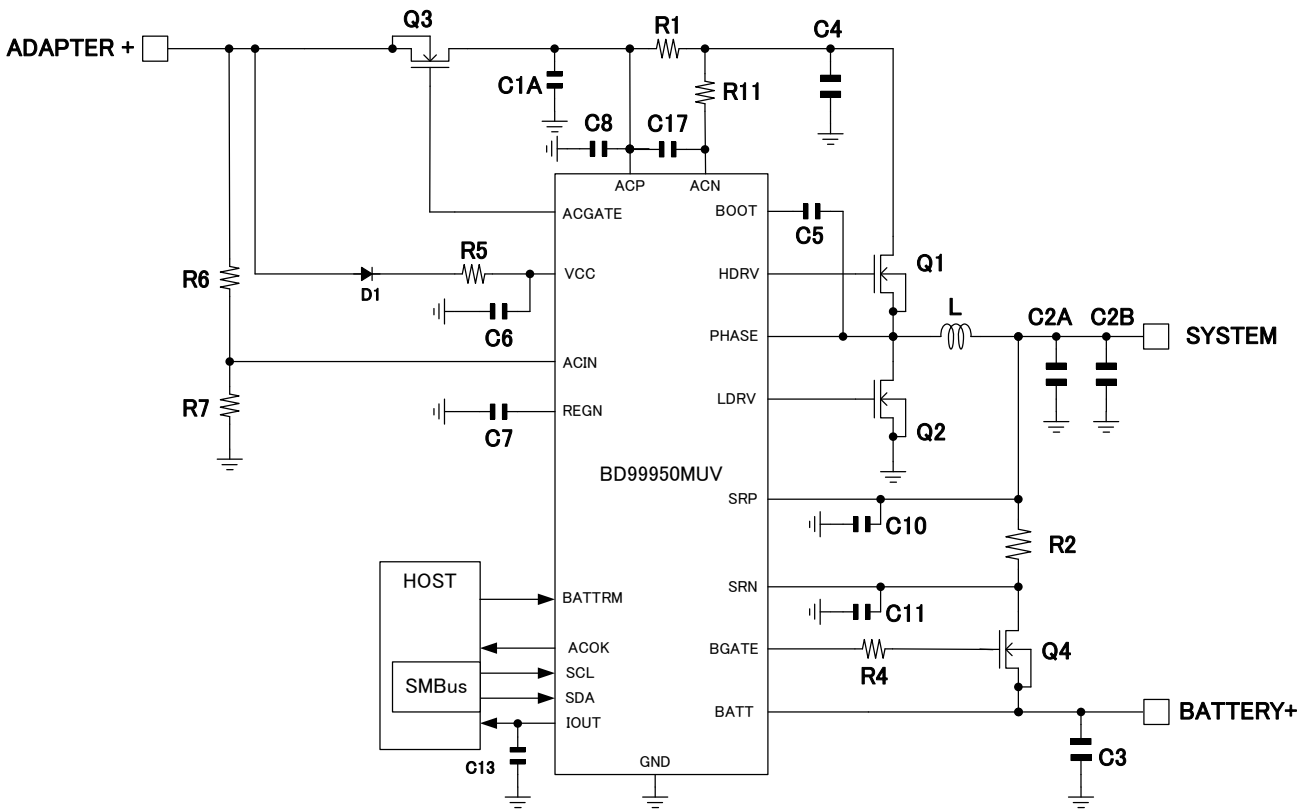 Q3
R1
C4
ADAPTER +
C1A
R11
C8
C17
ACP
ACN
ACGATE
BOOT
C5
R6
R5
VCC
HDRV
Q1
D1
C6
L
C2A
C2B
PHASE
SYSTEM
ACIN
R7
LDRV
REGN
C7
Q2
BD99950MUV
SRP
C10
R2
HOST
SRN
BATTRM
C11
ACOK
BGATE
Q4
SCL
R4
SMBus
SDA
IOUT
BATT
BATTERY+
C13
C3
GND